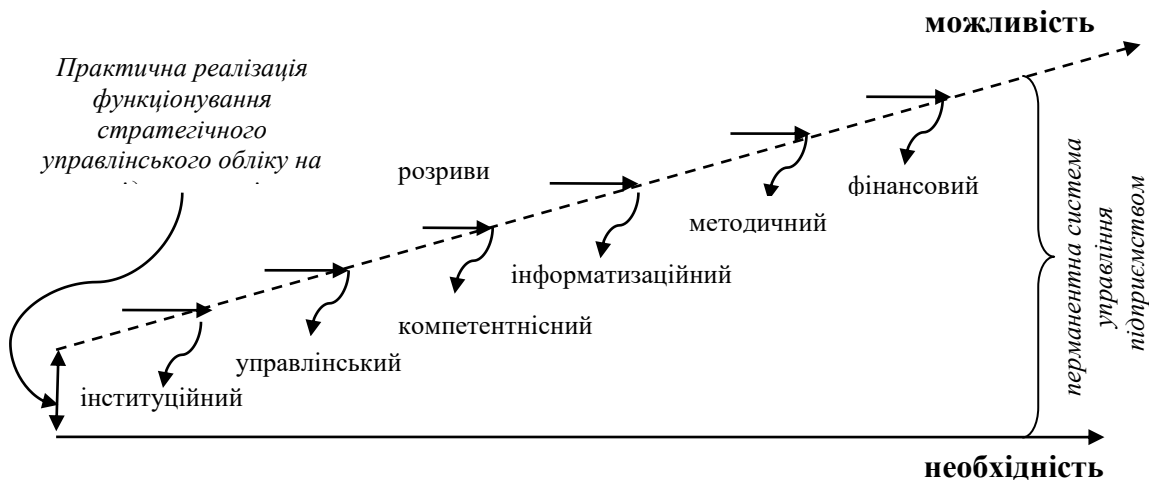 можливість
Практична реалізація
функціонування
стратегічного
управлінського обліку на
розриви
фінансовий
методичний
інформатизаційний
компетентнісний
управлінський
інституційний
перманентна система
управління
підприємством
необхідність